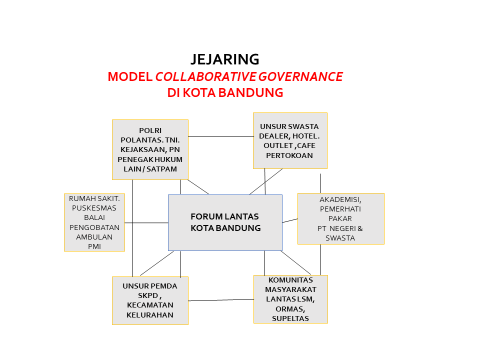 JEJARING
MODEL COLLABORATIVE GOVERNANCE
DI KOTA BANDUNG
POLRI
POLANTAS. TNI.
KEJAKSAAN, PN
PENEGAK HUKUM
LAIN / SATPAM
UNSUR SWASTA
DEALER, HOTEL.
OUTLET ,CAFE
PERTOKOAN
RUMAH SAKIT.
PUSKESMAS
BALAI
PENGOBATAN
AMBULAN
PMI
FORUM LANTAS
KOTA BANDUNG
AKADEMISI,
PEMERHATI
PAKAR
PT NEGERI &
SWASTA
UNSUR PEMDA
SKPD ,
KECAMATAN
KELURAHAN
KOMUNITAS
MASYARAKAT
LANTAS LSM,
ORMAS,
SUPELTAS